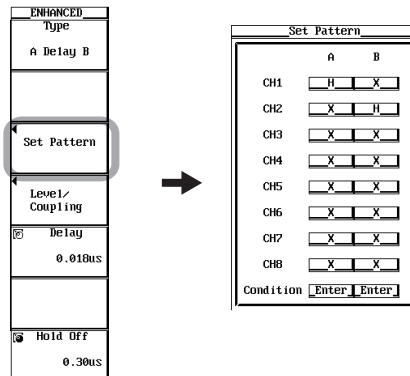 ENHANCED
Type
A Delay B
Set Pattern
Level/
Coupling
Delay
0.018us
Hold Off
0.30us
Set Pattern
A B
CH1 H X
CH2 X H
CH3 X X
CH4 X X
CH5 X X
CH6 X X
CH7 X X
CH8 X X
Condition Enter Enter